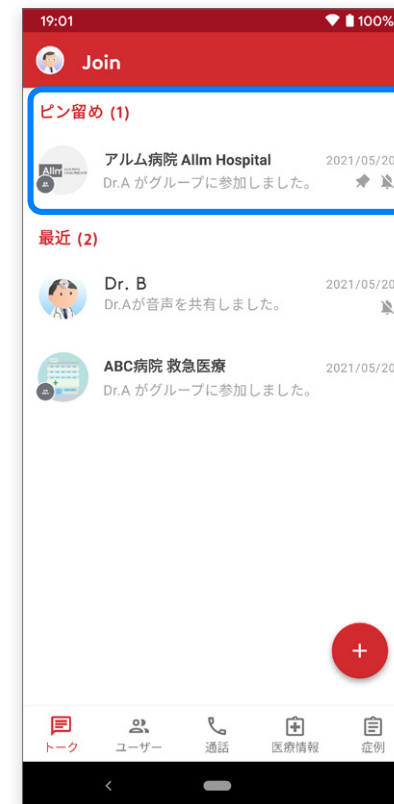 19:01 100%
Join
ピン留め (1)
Allm
アルム病院 Allm Hospital 2021/05/20
Dr.A がグループに参加しました。
最近 (2)
Dr. B 2021/05/20
Dr.Aが音声を共有しました。
ABC病院 救急医療 2021/05/20
Dr.A がグループに参加しました。
トーク ユーザー 通話 医療情報 症例